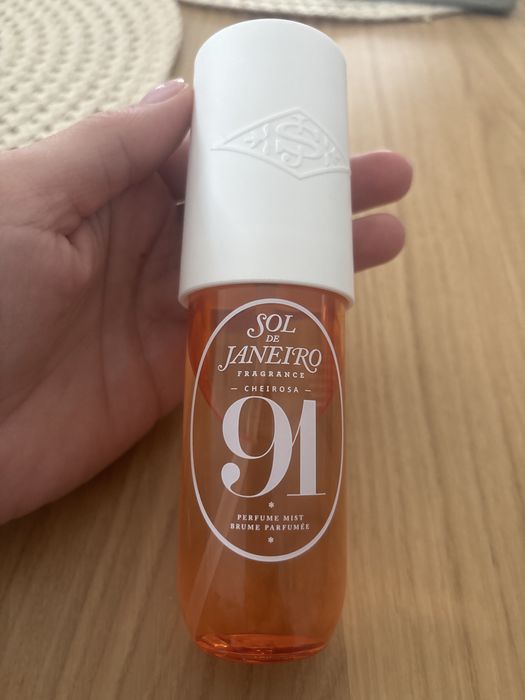 SOL
DE
JANEIRO
FRAGRANCE
— CHEIROSA —
91
PERFUME MIST
BRUME PARFUMÉE